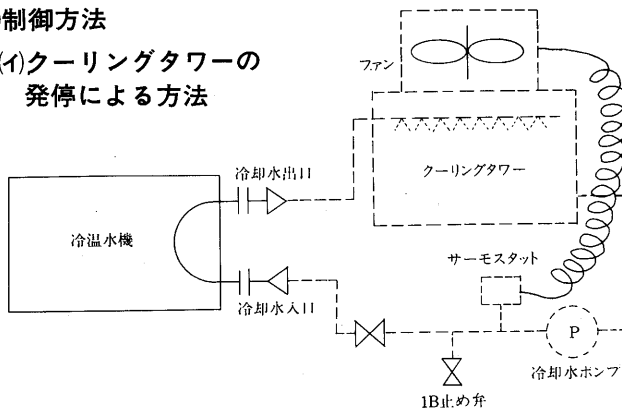 制御方法
(イ)クーリングタワーの
発停による方法
ファン
冷却水出口
クーリングタワー
冷温水機
サーモスタット
冷却水入口
P
冷却水ポンプ
1B止め弁